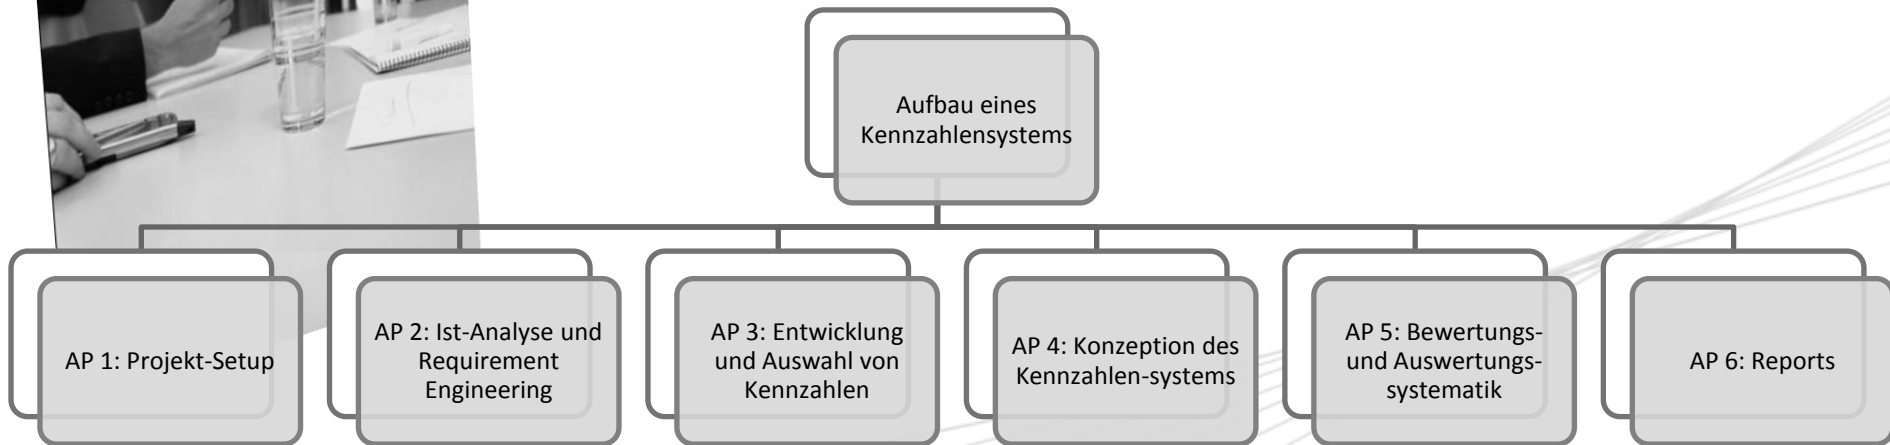 Aufbau eines
Kennzahlensystems
AP 1: Projekt-Setup
AP 2: Ist-Analyse und
Requirement
Engineering
AP 3: Entwicklung
und Auswahl von
Kennzahlen
AP 4: Konzeption des
Kennzahlen-systems
AP 5: Bewertungs-
und Auswertungs-
systematik
AP 6: Reports